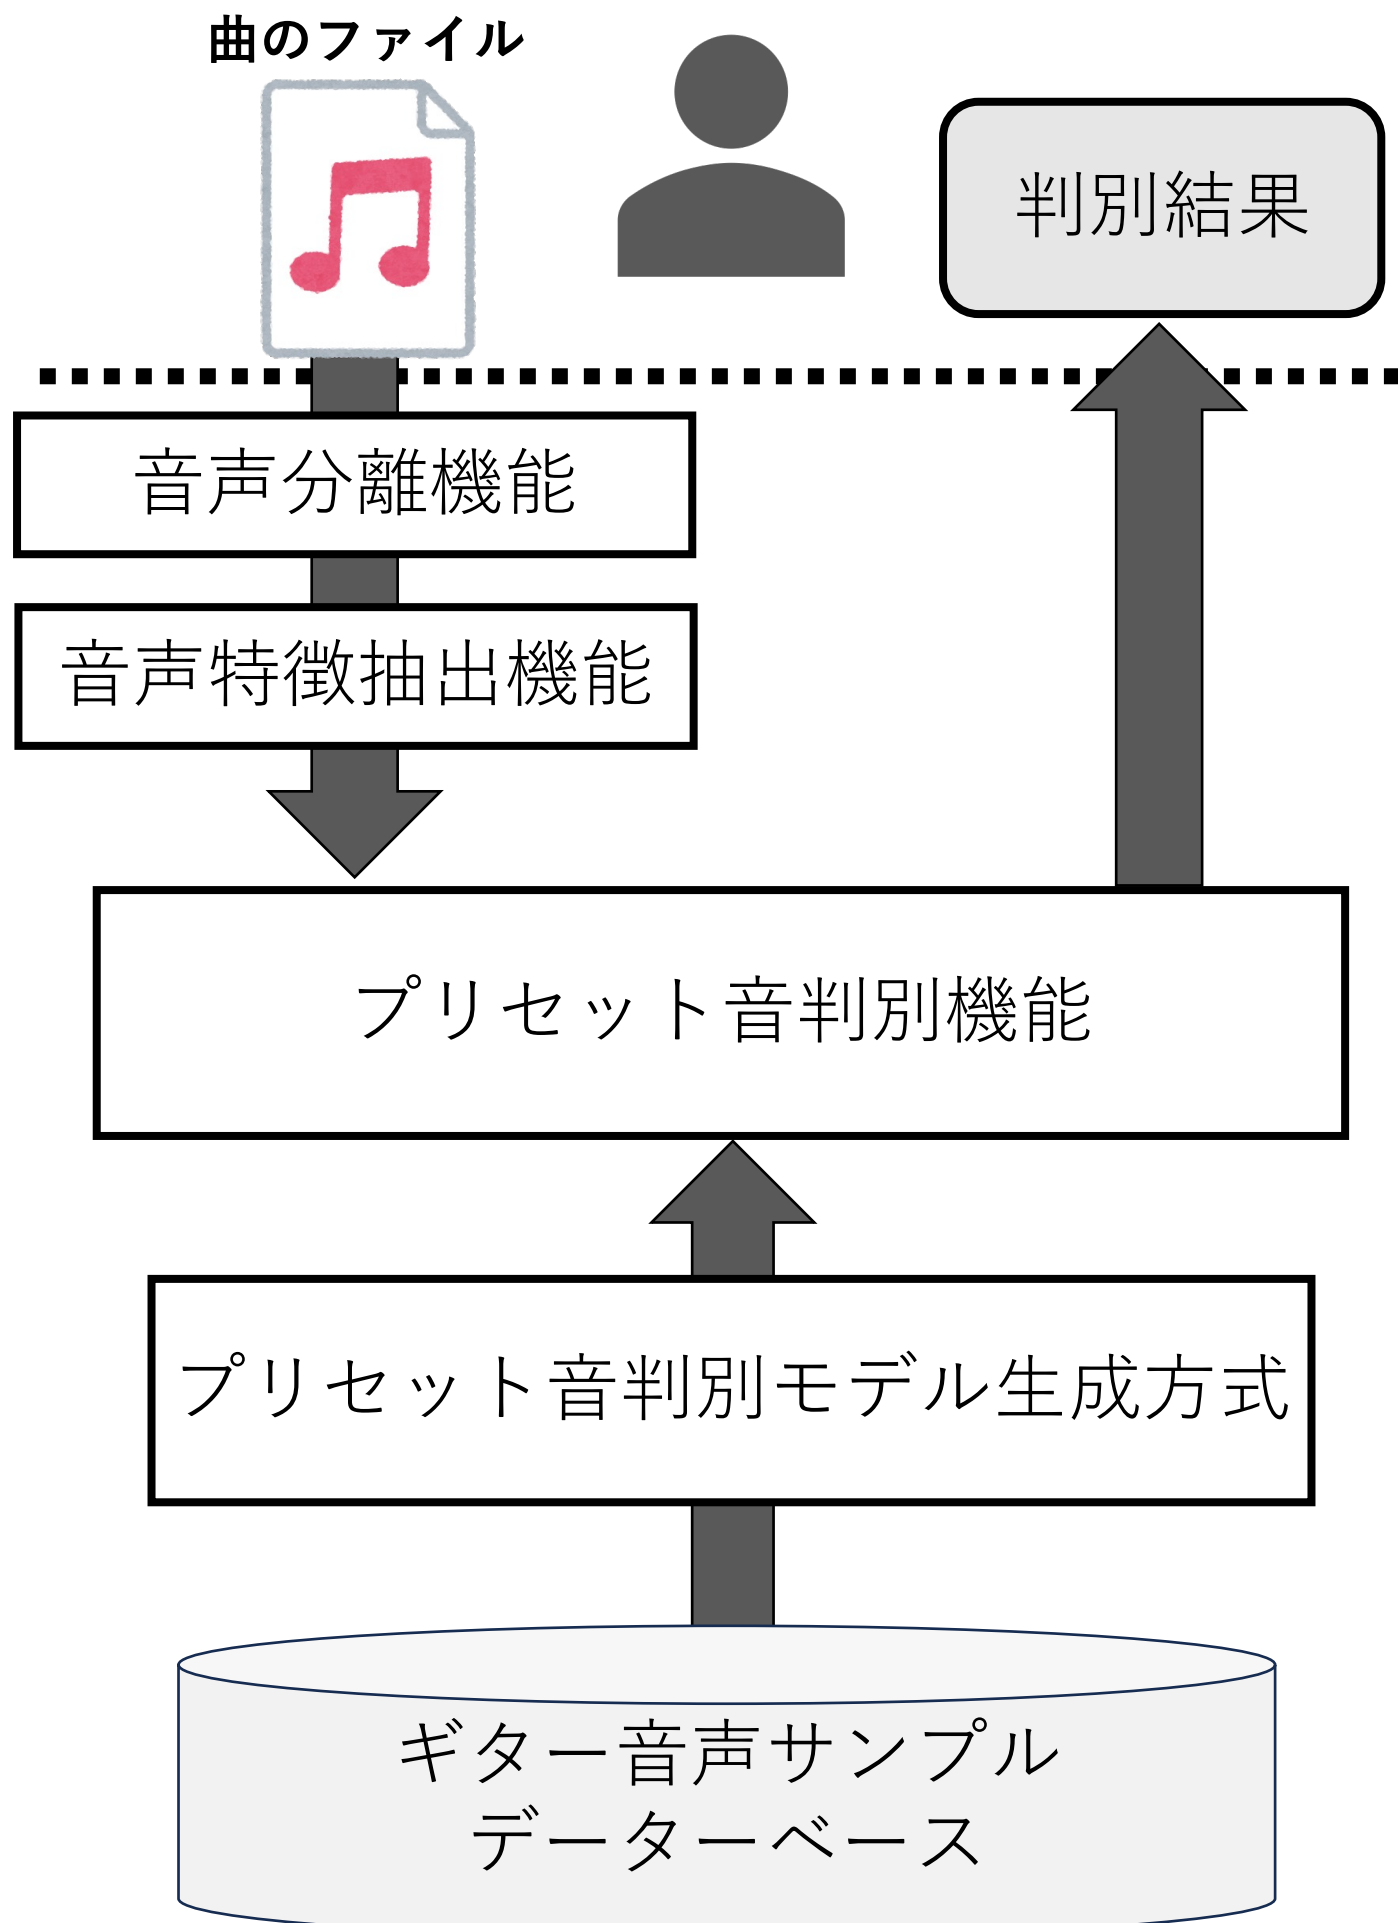 曲のファイル
判別結果
音声分離機能
音声特徴抽出機能
プリセット音判別機能
プリセット音判別モデル生成方式
ギター音声サンプル
データーベース